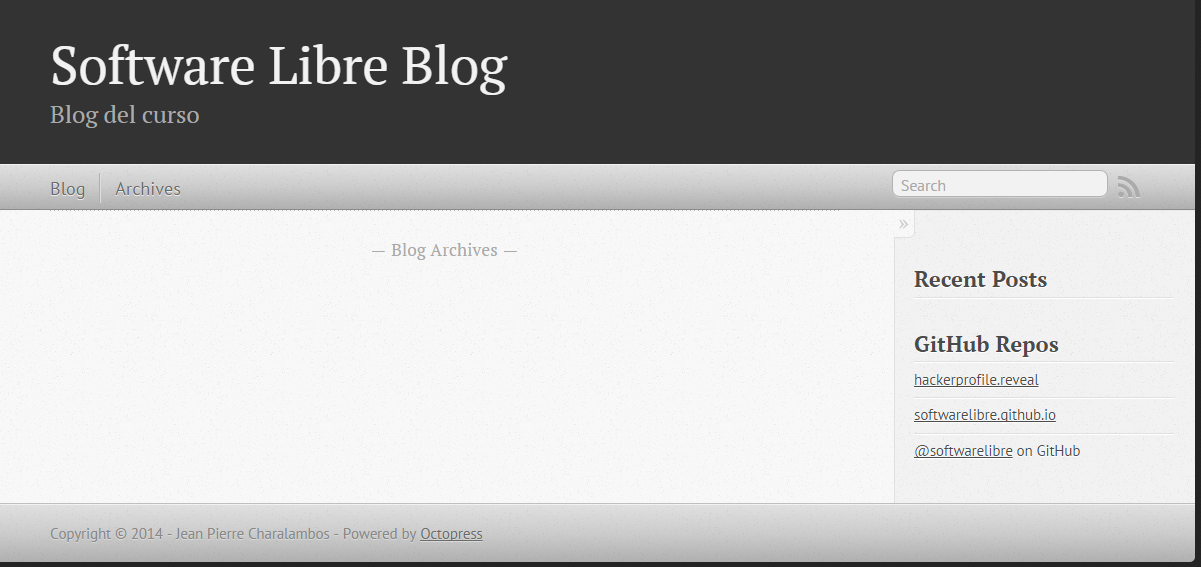 Software Libre Blog
Blog del curso
Blog
Archives
Search
»
— Blog Archives —
Recent Posts
GitHub Repos
hackerprofile.reveal
softwarelibre.github.io
@softwarelibre on GitHub
Copyright © 2014 - Jean Pierre Charalambos - Powered by Octopress